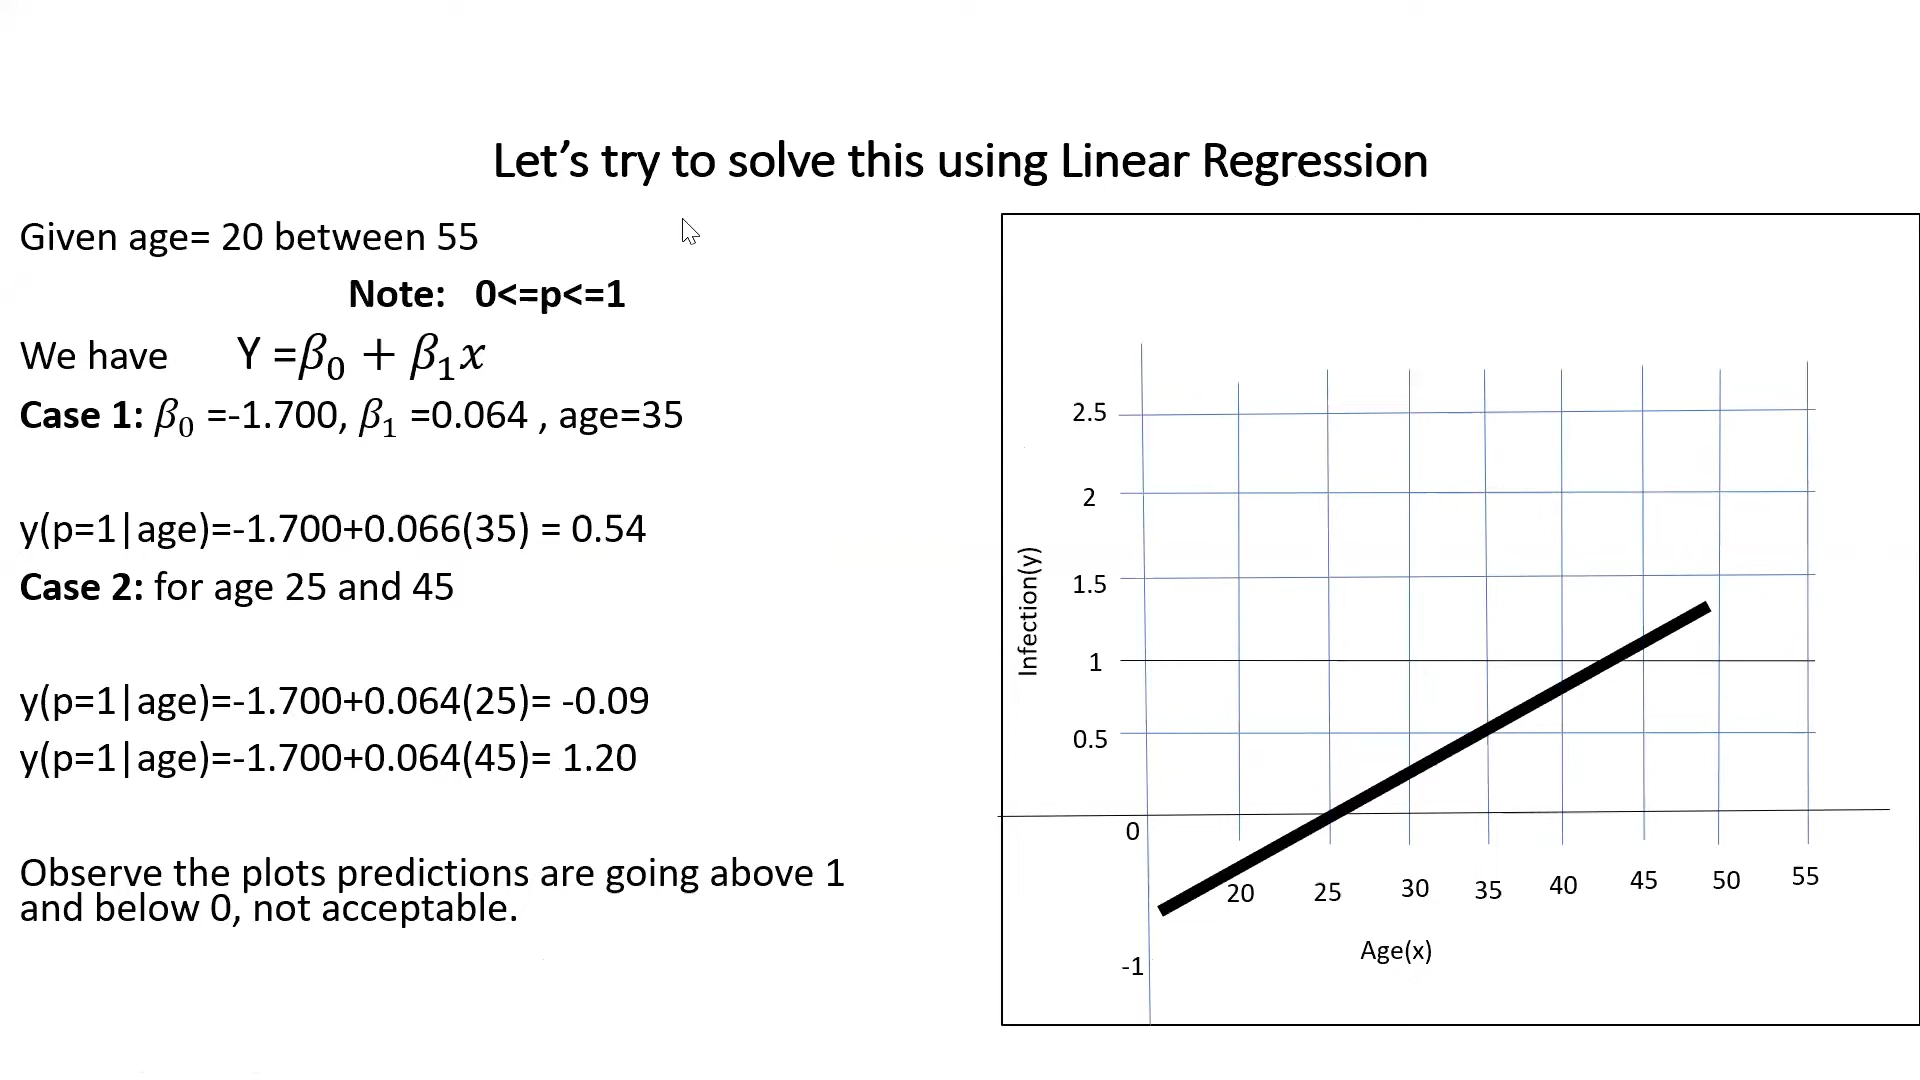 Let’s try to solve this using Linear Regression
Given age= 20 between 55
Note: 0<=p<=1
We have Y =𝛽₀ + 𝛽₁𝑥
Case 1: 𝛽₀ =-1.700, 𝛽₁ =0.064 , age=35
y(p=1|age)=-1.700+0.066(35) = 0.54
Case 2: for age 25 and 45
y(p=1|age)=-1.700+0.064(25)= -0.09
y(p=1|age)=-1.700+0.064(45)= 1.20
Observe the plots predictions are going above 1
and below 0, not acceptable.
2.5
2
1.5
1
0.5
0
-1
Infection(y)
20 25 30 35 40 45 50 55
Age(x)